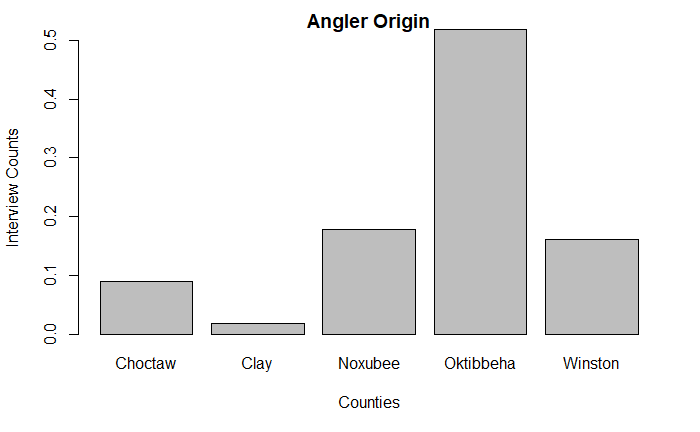 Angler Origin
Interview Counts
0.5
0.4
0.3
0.2
0.1
0.0
Choctaw Clay Noxubee Oktibbeha Winston
Counties